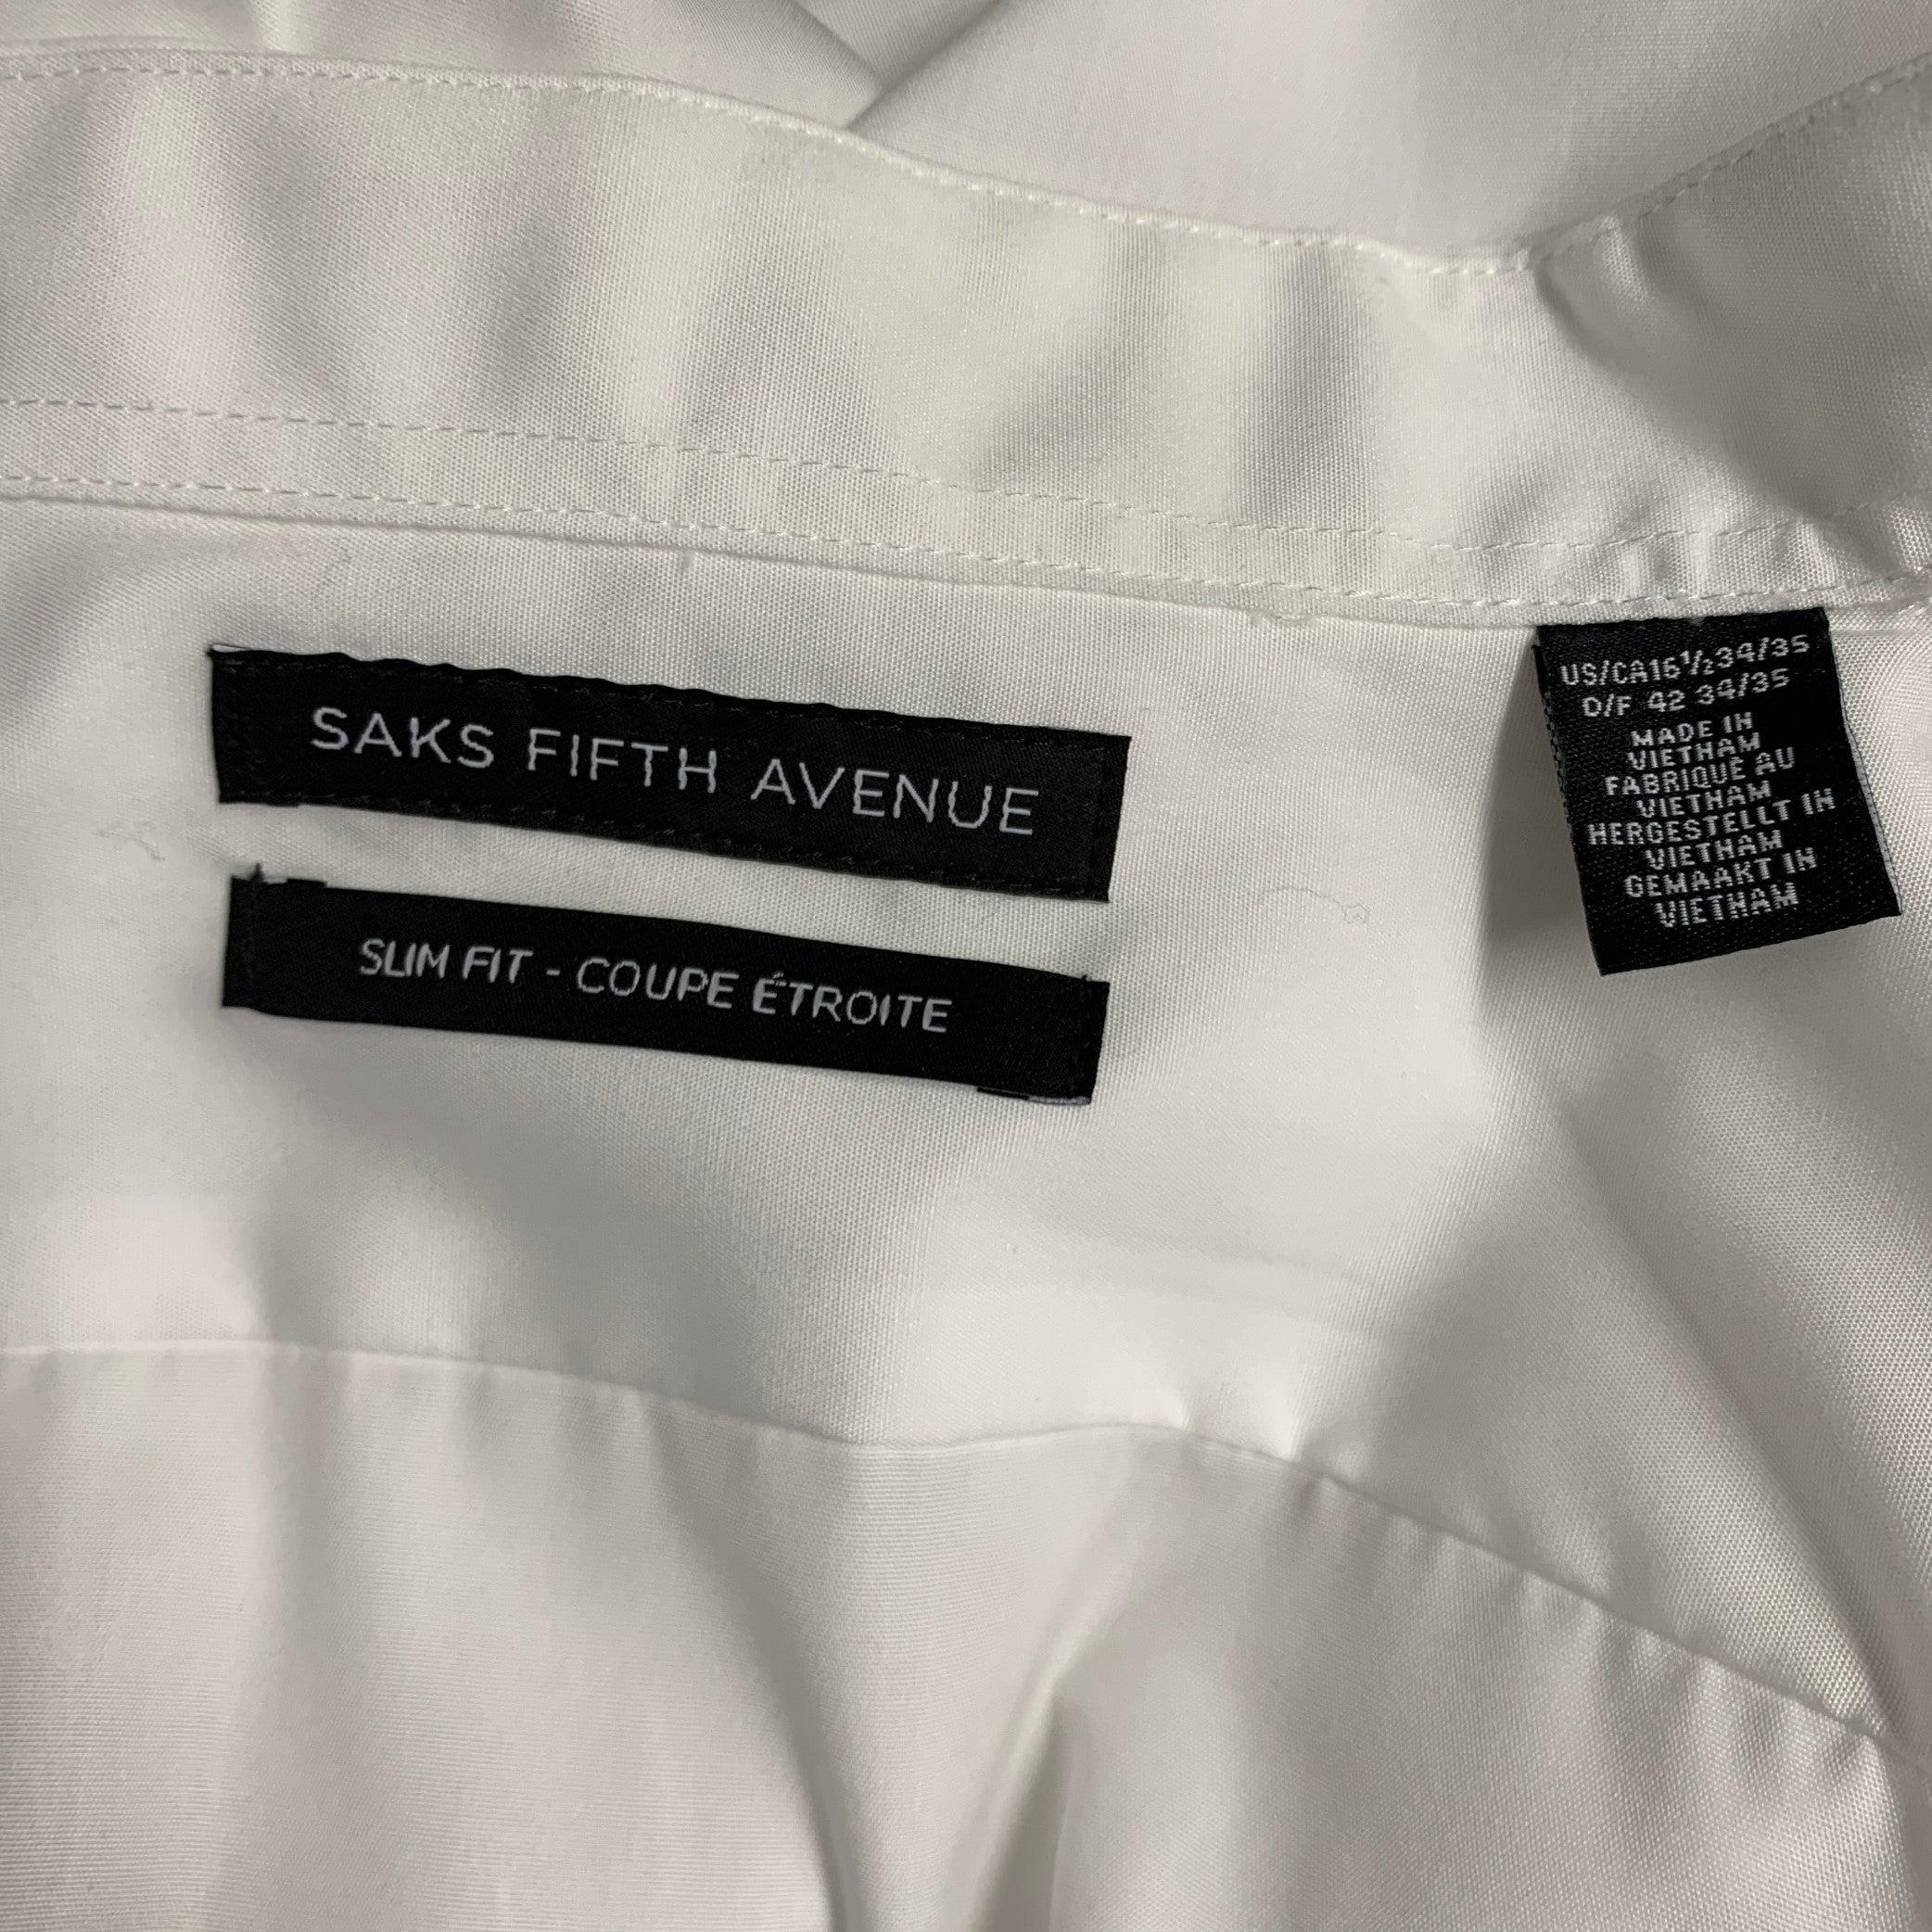 SAKS FIFTH AVENUE
SLIM FIT - COUPE ÉTROITE
US/CA16½34/35
D/F 42 34/35
MADE IN
VIETNAM
FABRIQUE AU
VIETNAM
HERGESTELLT IN
VIETNAM
GEMAAKT IN
VIETNAM